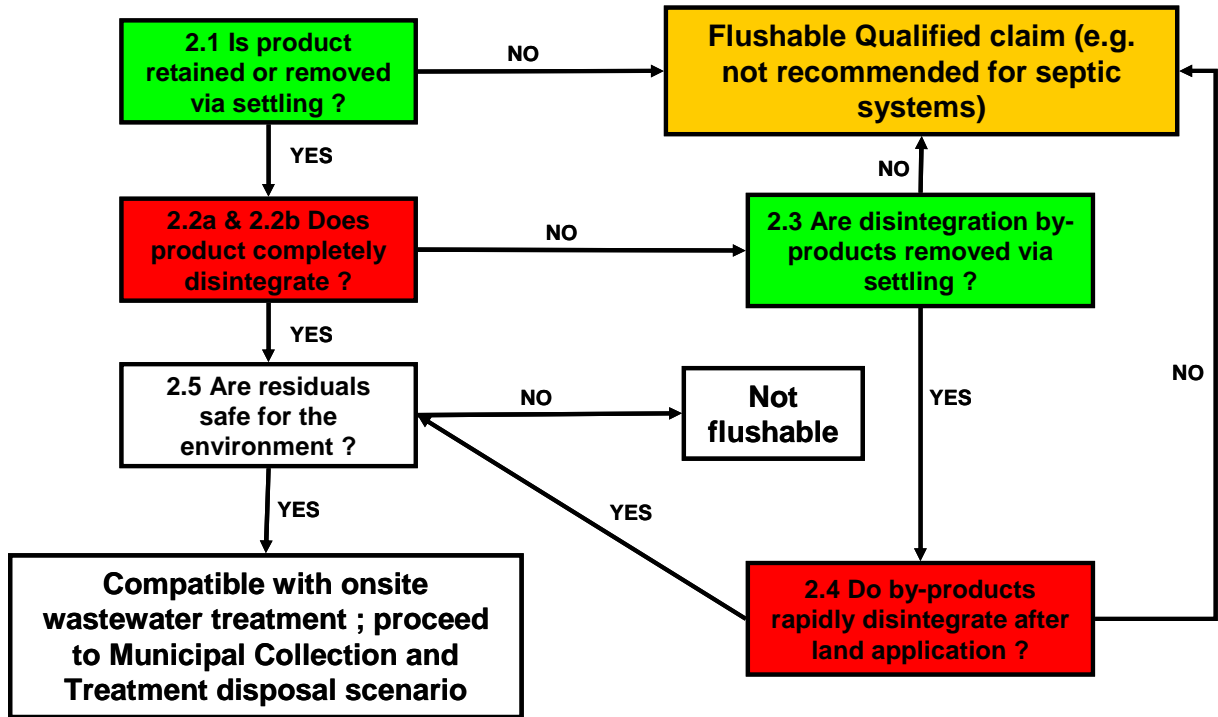 2.1 Is product
retained or removed
via settling ?
NO
Flushable Qualified claim (e.g.
not recommended for septic
systems)
YES
NO
2.2a & 2.2b Does
product completely
disintegrate ?
NO
2.3 Are disintegration by-
products removed via
settling ?
YES
2.5 Are residuals
safe for the
environment ?
NO
Not
flushable
YES
NO
YES
YES
Compatible with onsite
wastewater treatment ; proceed
to Municipal Collection and
Treatment disposal scenario
2.4 Do by-products
rapidly disintegrate after
land application ?